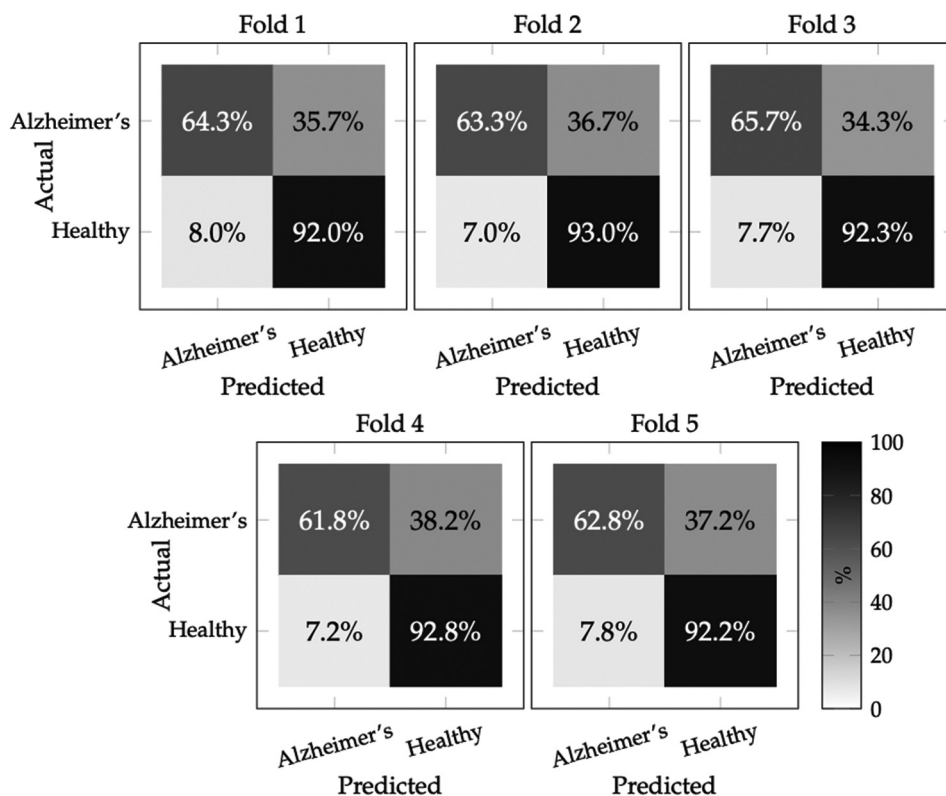 Fold 1
Fold 2
Fold 3
Actual
Alzheimer's
64.3% 35.7%
63.3% 36.7%
65.7% 34.3%
Healthy
8.0% 92.0%
7.0% 93.0%
7.7% 92.3%
Alzheimer's Healthy
Alzheimer's Healthy
Alzheimer's Healthy
Predicted
Predicted
Predicted
Fold 4
Fold 5
Actual
Alzheimer's
61.8% 38.2%
62.8% 37.2%
Healthy
7.2% 92.8%
7.8% 92.2%
Alzheimer's Healthy
Alzheimer's Healthy
Predicted
Predicted
100
80
60
40
20
0
%